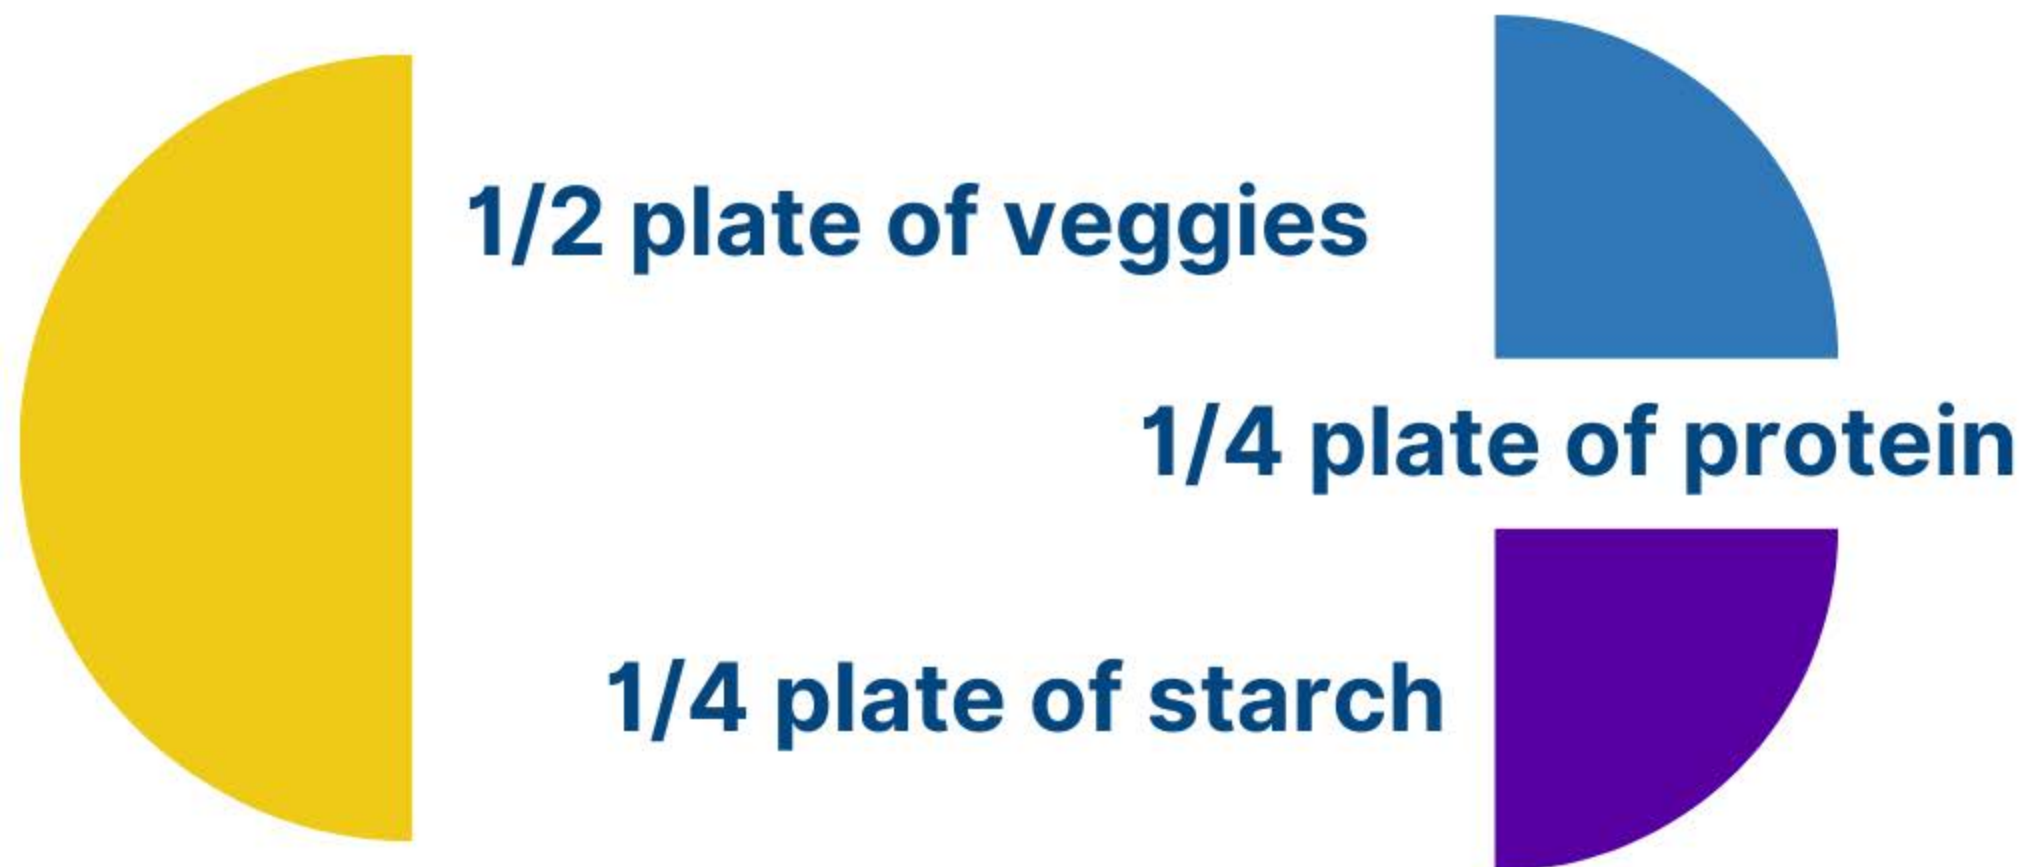 1/2 plate of veggies
1/4 plate of protein
1/4 plate of starch